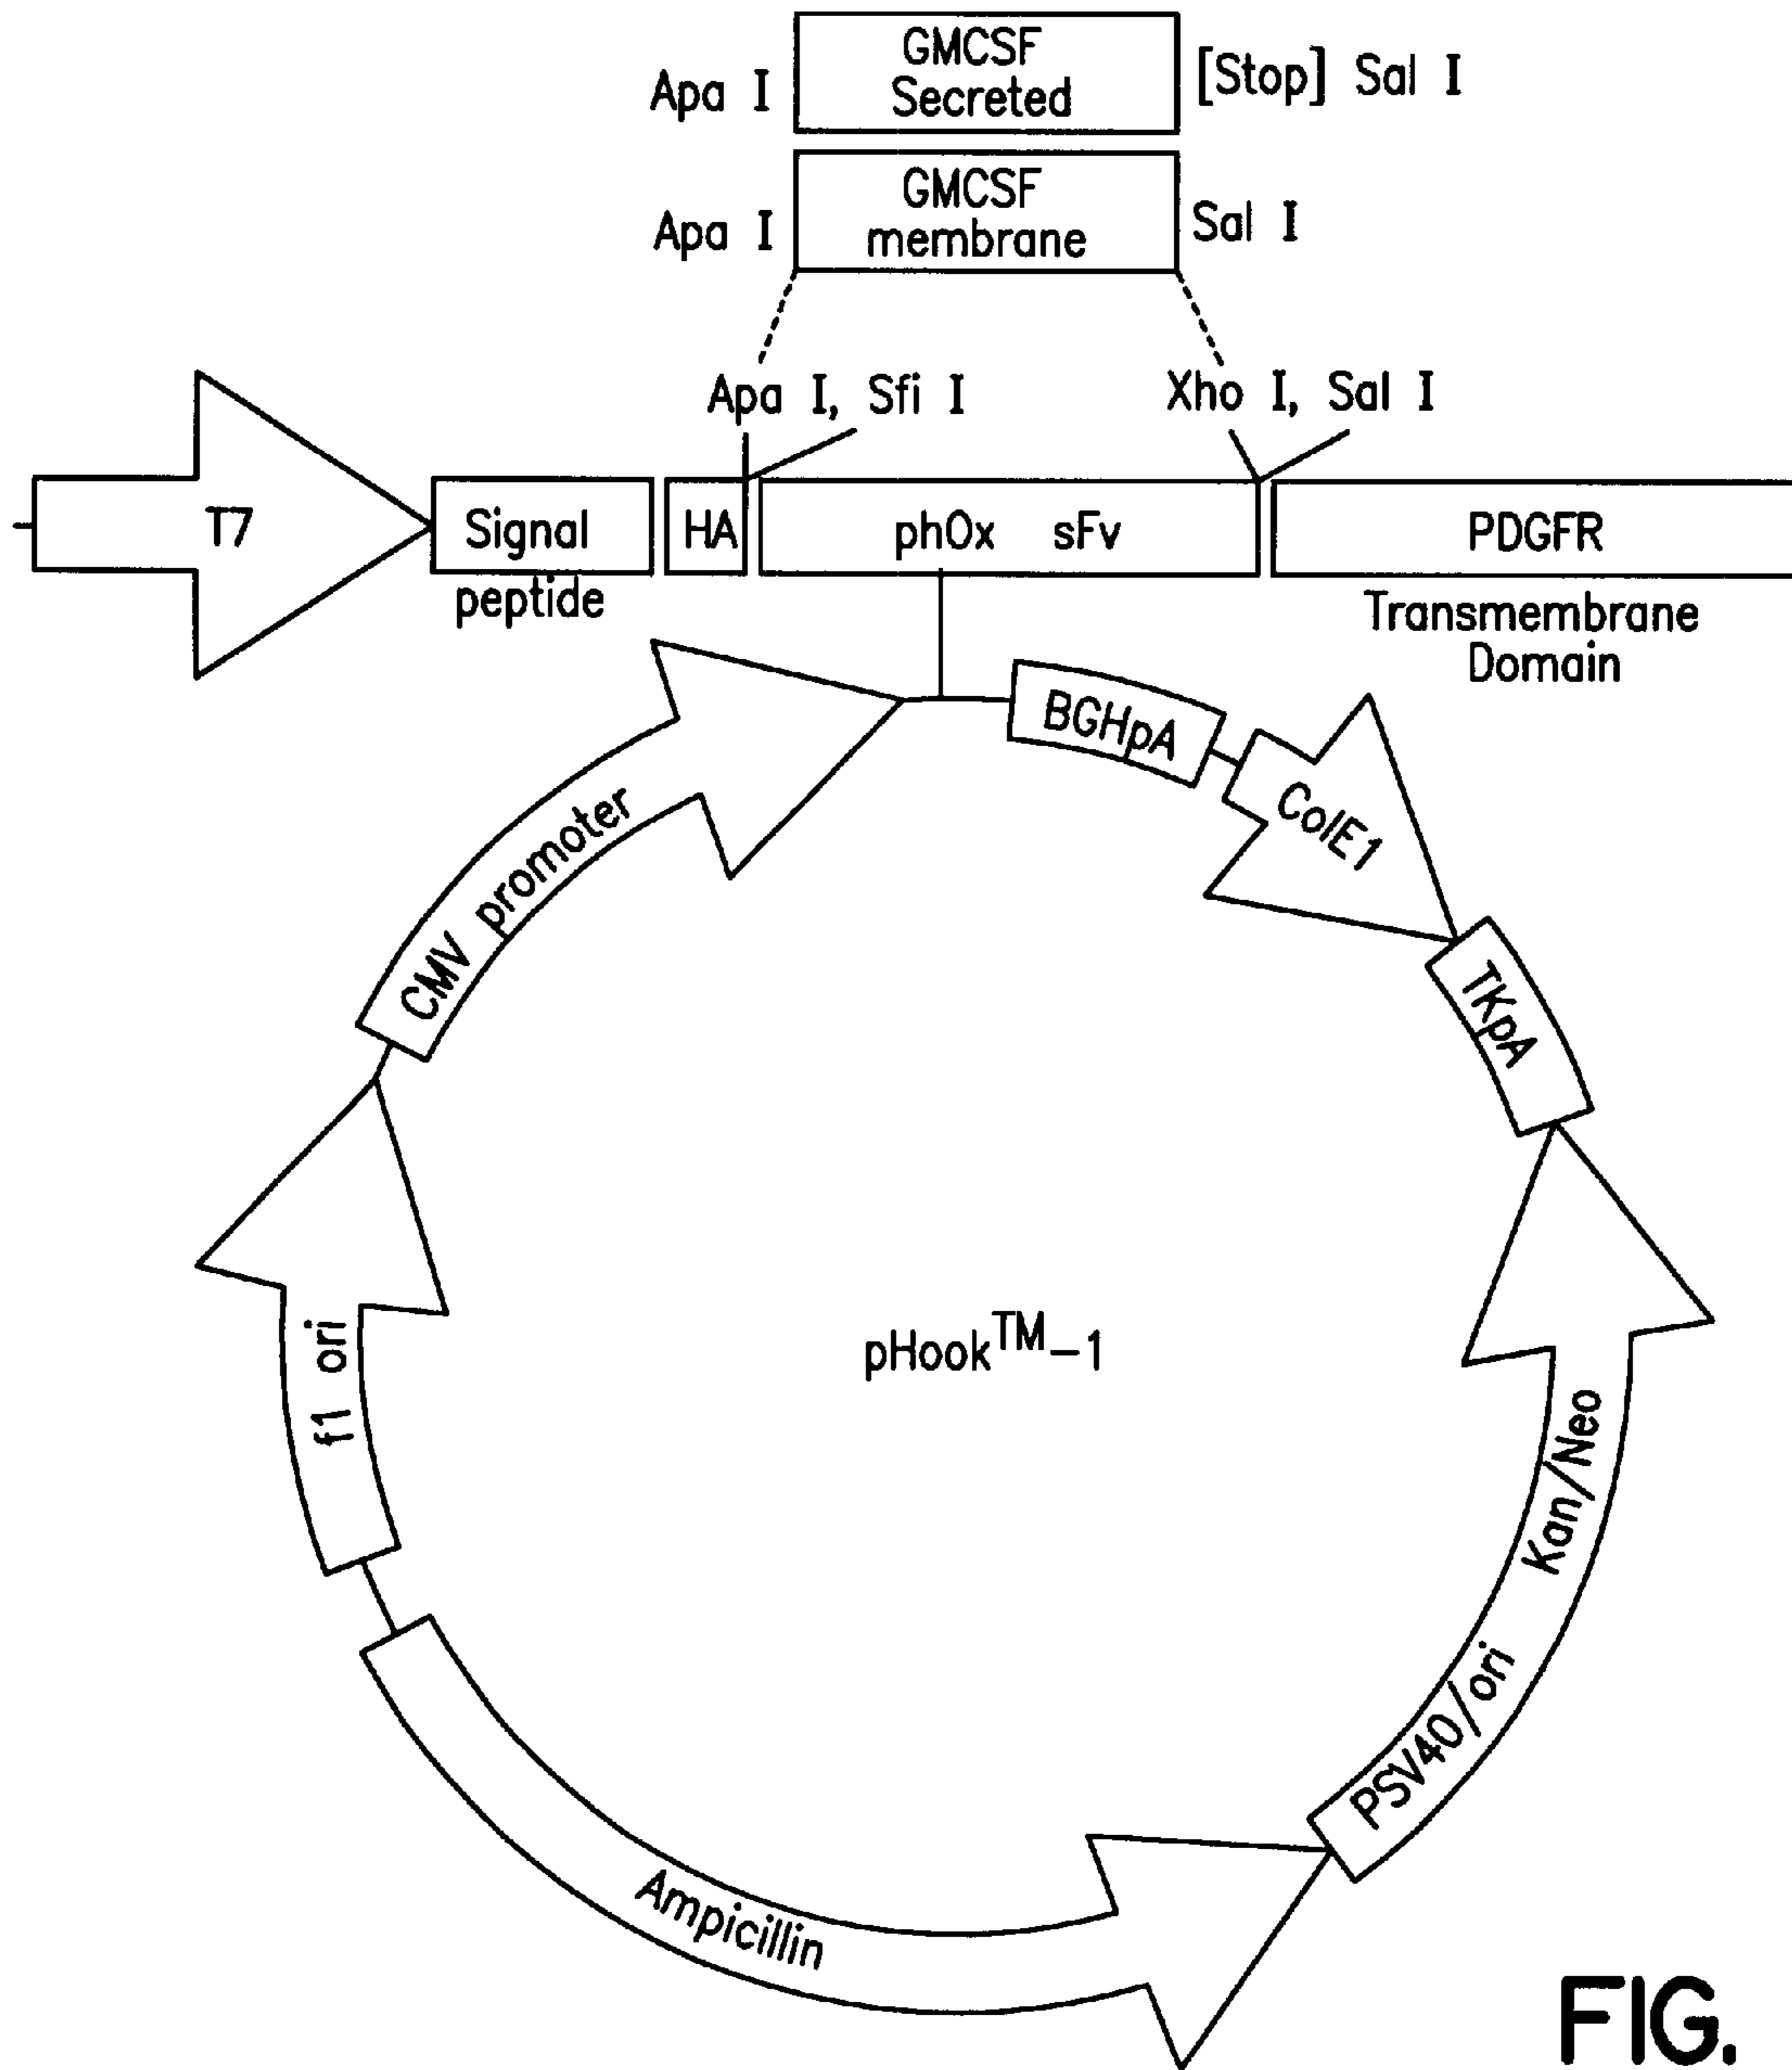 GMCSF
Secreted
Apa I
[Stop] Sal I
GMCSF
membrane
Apa I
Sal I
Apa I, Sfi I
Xho I, Sal I
T7
Signal
peptide
HA
phOx sFv
PDGFR
Transmembrane
Domain
BGHpA
ColE1
TKpA
CMV promoter
f1 ori
pHook™-1
Kan/Neo
PSV40/ori
Ampicillin
FIG.